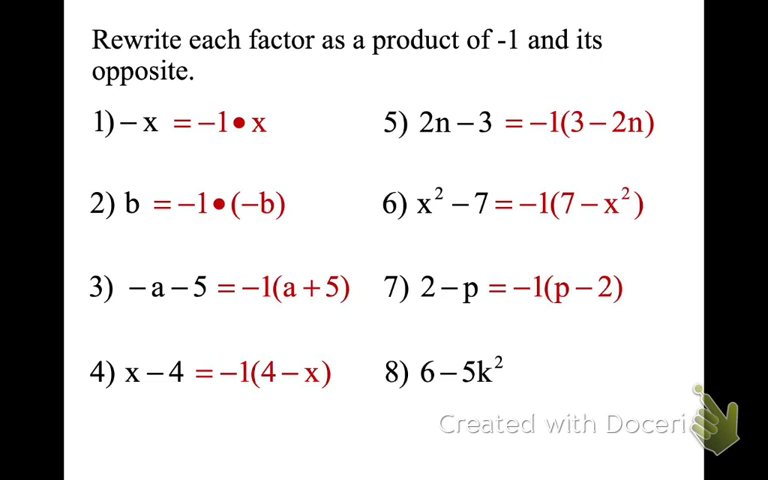 Rewrite each factor as a product of -1 and its
opposite.
1) −x = −1•x
2) b = −1•(−b)
3) −a−5 = −1(a+5)
4) x−4 = −1(4−x)
5) 2n−3 = −1(3−2n)
6) x² −7 = −1(7−x²)
7) 2−p = −1(p−2)
8) 6−5k²
Created with Doceri